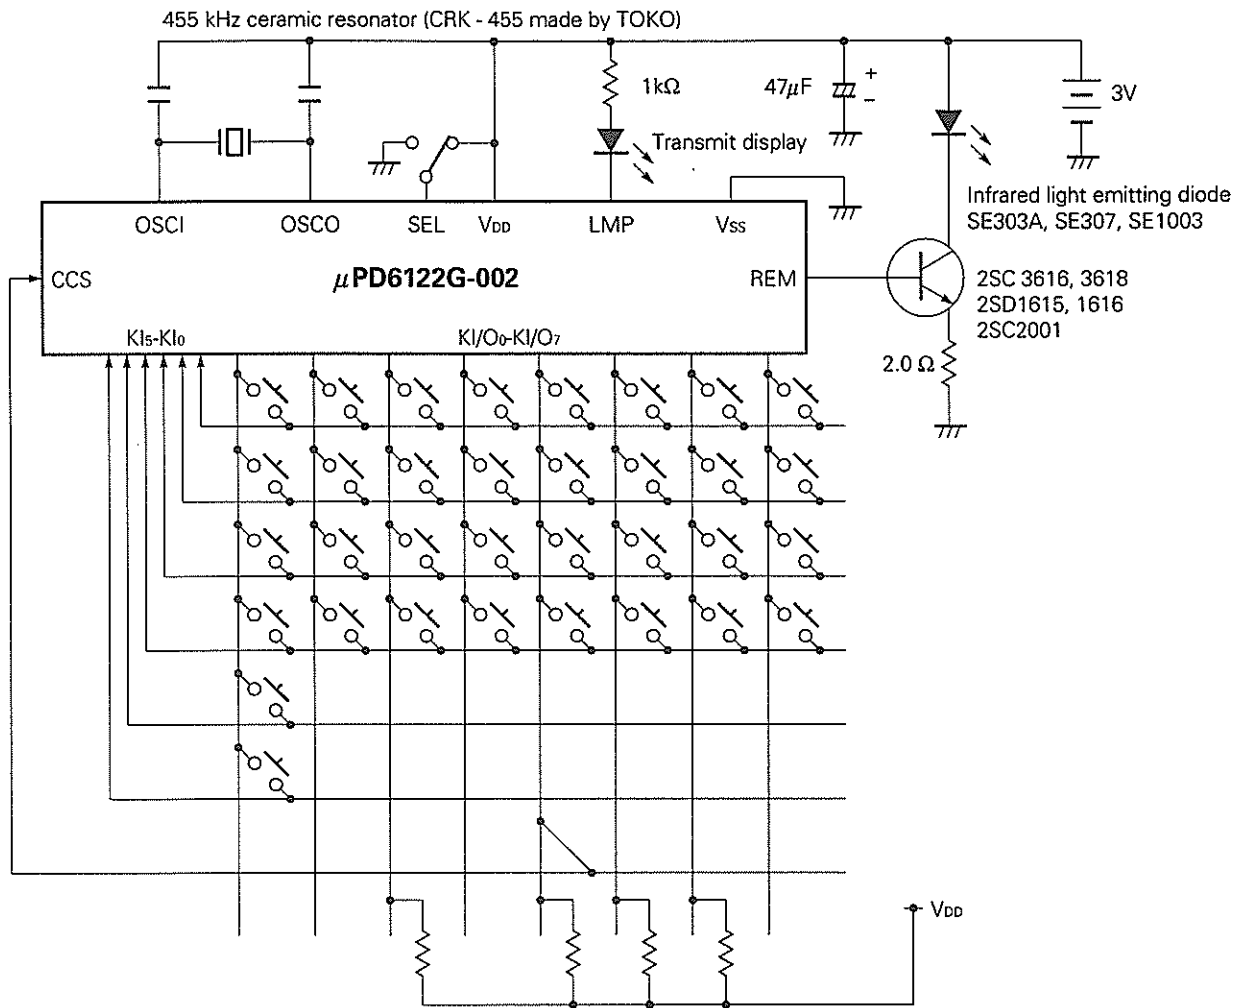 455 kHz ceramic resonator (CRK - 455 made by TOKO)
1kΩ
47μF
+
−
3V
Transmit display
Infrared light emitting diode
SE303A, SE307, SE1003
OSCI
OSCO
SEL
VDD
LMP
VSS
CCS
μPD6122G-002
REM
2SC 3616, 3618
2SD1615, 1616
2SC2001
KI5-KI0
KI/O0-KI/O7
2.0 Ω
VDD